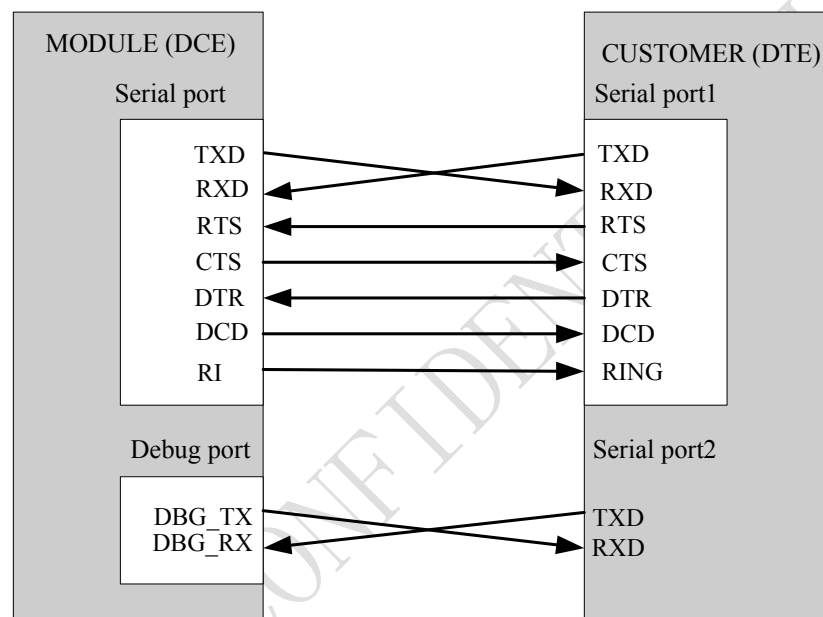 MODULE (DCE)
Serial port
TXD
RXD
RTS
CTS
DTR
DCD
RI
Debug port
DBG_TX
DBG_RX
CUSTOMER (DTE)
Serial port1
TXD
RXD
RTS
CTS
DTR
DCD
RING
Serial port2
TXD
RXD
CONFIDENT